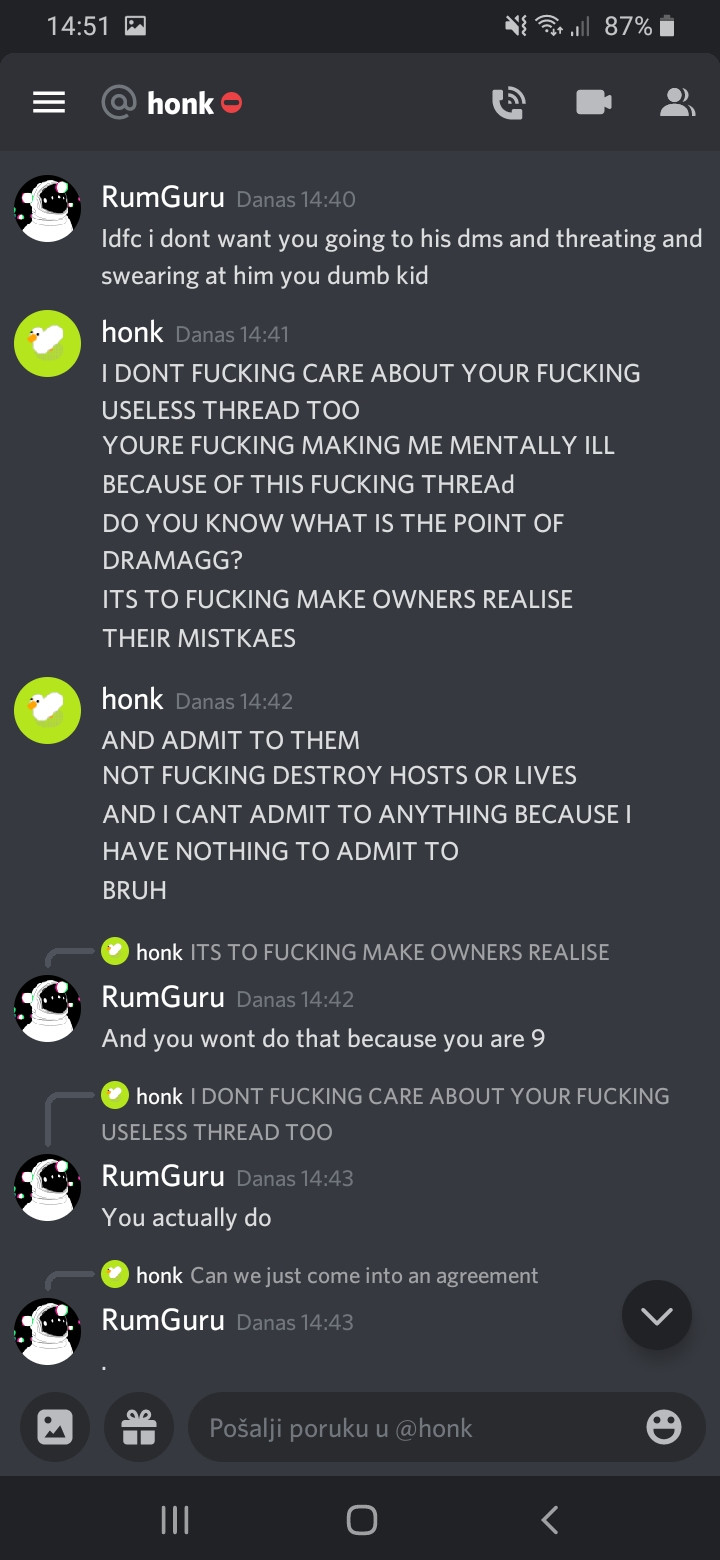 14:51 87%
@ honk
RumGuru Danas 14:40
Idfc i dont want you going to his dms and threating and
swearing at him you dumb kid
honk Danas 14:41
I DONT FUCKING CARE ABOUT YOUR FUCKING
USELESS THREAD TOO
YOURE FUCKING MAKING ME MENTALLY ILL
BECAUSE OF THIS FUCKING THREAd
DO YOU KNOW WHAT IS THE POINT OF
DRAMAGG?
ITS TO FUCKING MAKE OWNERS REALISE
THEIR MISTKAES
honk Danas 14:42
AND ADMIT TO THEM
NOT FUCKING DESTROY HOSTS OR LIVES
AND I CANT ADMIT TO ANYTHING BECAUSE I
HAVE NOTHING TO ADMIT TO
BRUH
honk ITS TO FUCKING MAKE OWNERS REALISE
RumGuru Danas 14:42
And you wont do that because you are 9
honk I DONT FUCKING CARE ABOUT YOUR FUCKING
USELESS THREAD TOO
RumGuru Danas 14:43
You actually do
honk Can we just come into an agreement
RumGuru Danas 14:43
.
Pošalji poruku u @honk